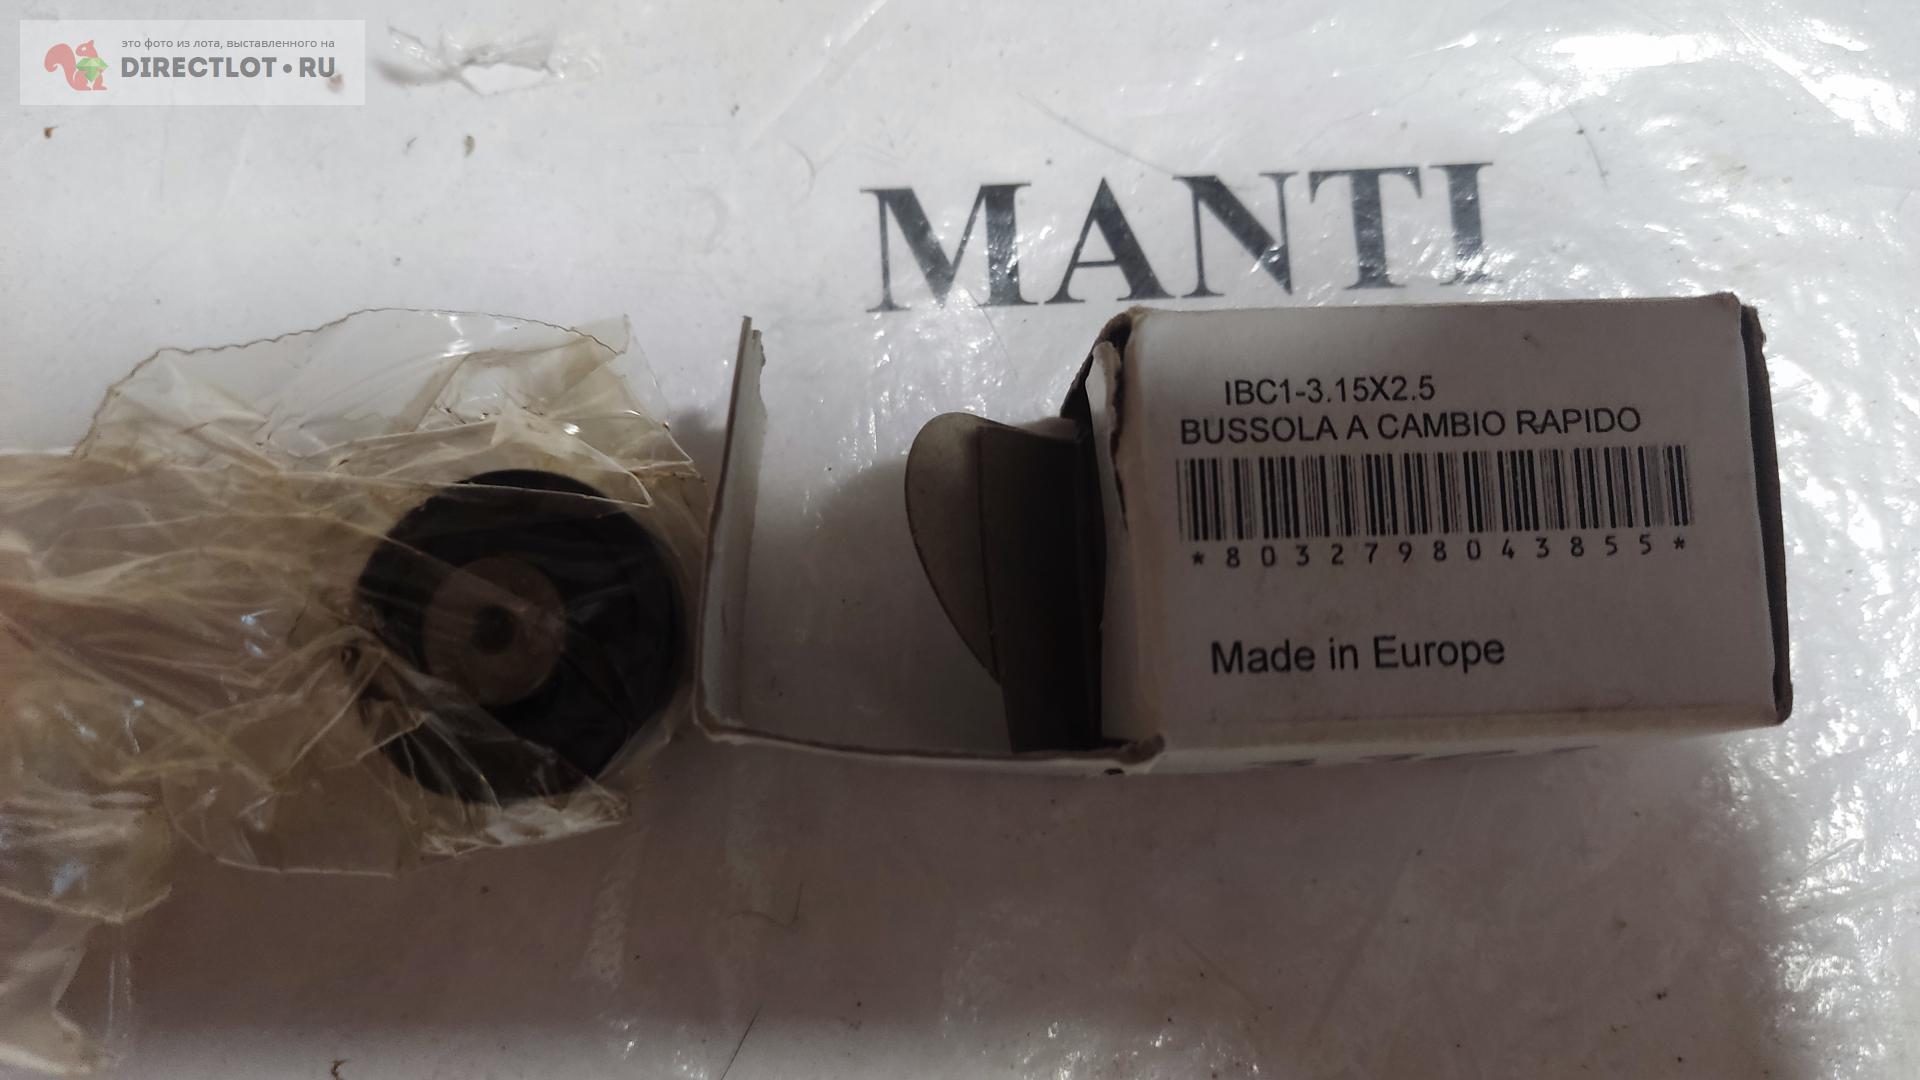 это фото из лота, выставленного на
DIRECTLOT•RU
MANTI
IBC1-3.15X2.5
BUSSOLA A CAMBIO RAPIDO
*8032798043855*
Made in Europe